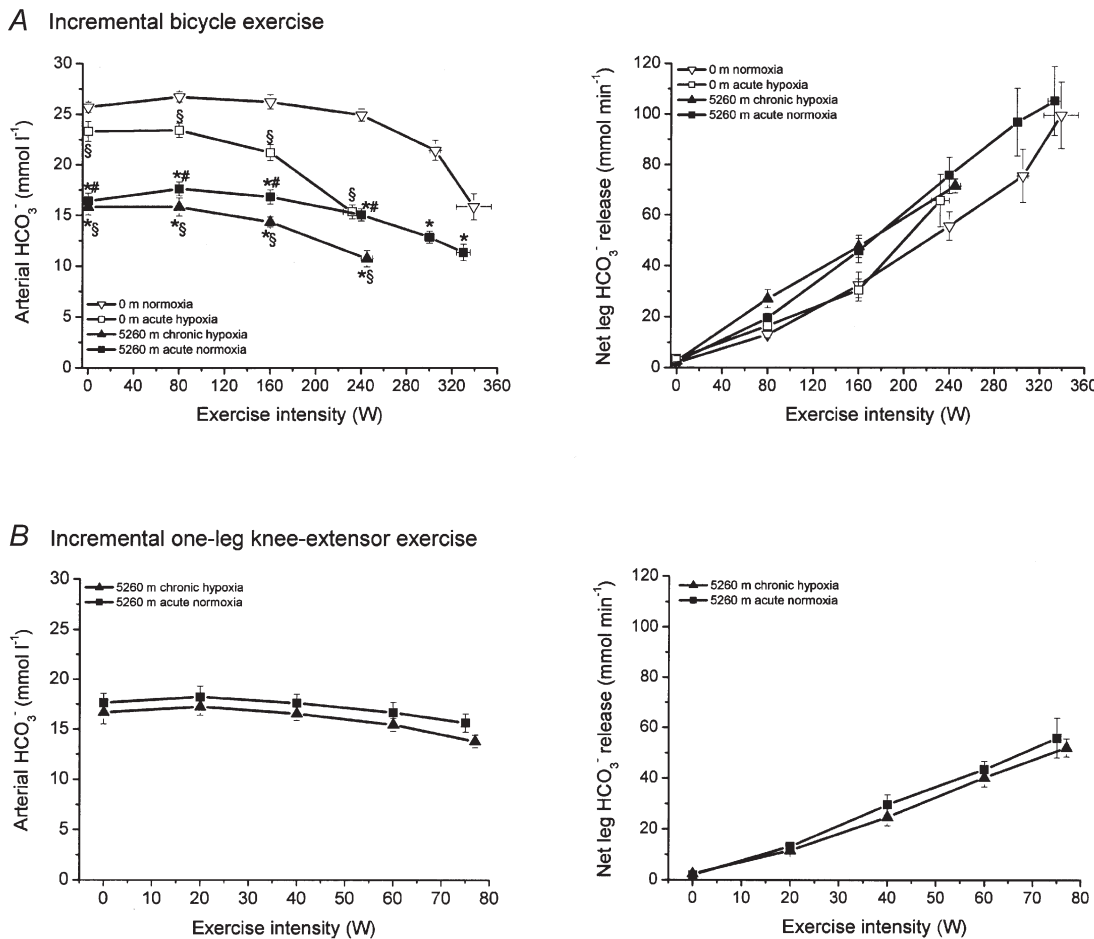 A Incremental bicycle exercise
Arterial HCO3- (mmol l-1)
30
25
20
15
10
5
0
§
§
§
§
*#
*#
*#
*#
*
*
*§
*§
*§
*§
0 m normoxia
0 m acute hypoxia
5260 m chronic hypoxia
5260 m acute normoxia
0 40 80 120 160 200 240 280 320 360
Exercise intensity (W)
Net leg HCO3- release (mmol min-1)
120
100
80
60
40
20
0
0 m normoxia
0 m acute hypoxia
5260 m chronic hypoxia
5260 m acute normoxia
0 40 80 120 160 200 240 280 320 360
Exercise intensity (W)
B Incremental one-leg knee-extensor exercise
Arterial HCO3- (mmol l-1)
30
25
20
15
10
5
0
5260 m chronic hypoxia
5260 m acute normoxia
0 10 20 30 40 50 60 70 80
Exercise intensity (W)
Net leg HCO3- release (mmol min-1)
120
100
80
60
40
20
0
5260 m chronic hypoxia
5260 m acute normoxia
0 10 20 30 40 50 60 70 80
Exercise intensity (W)